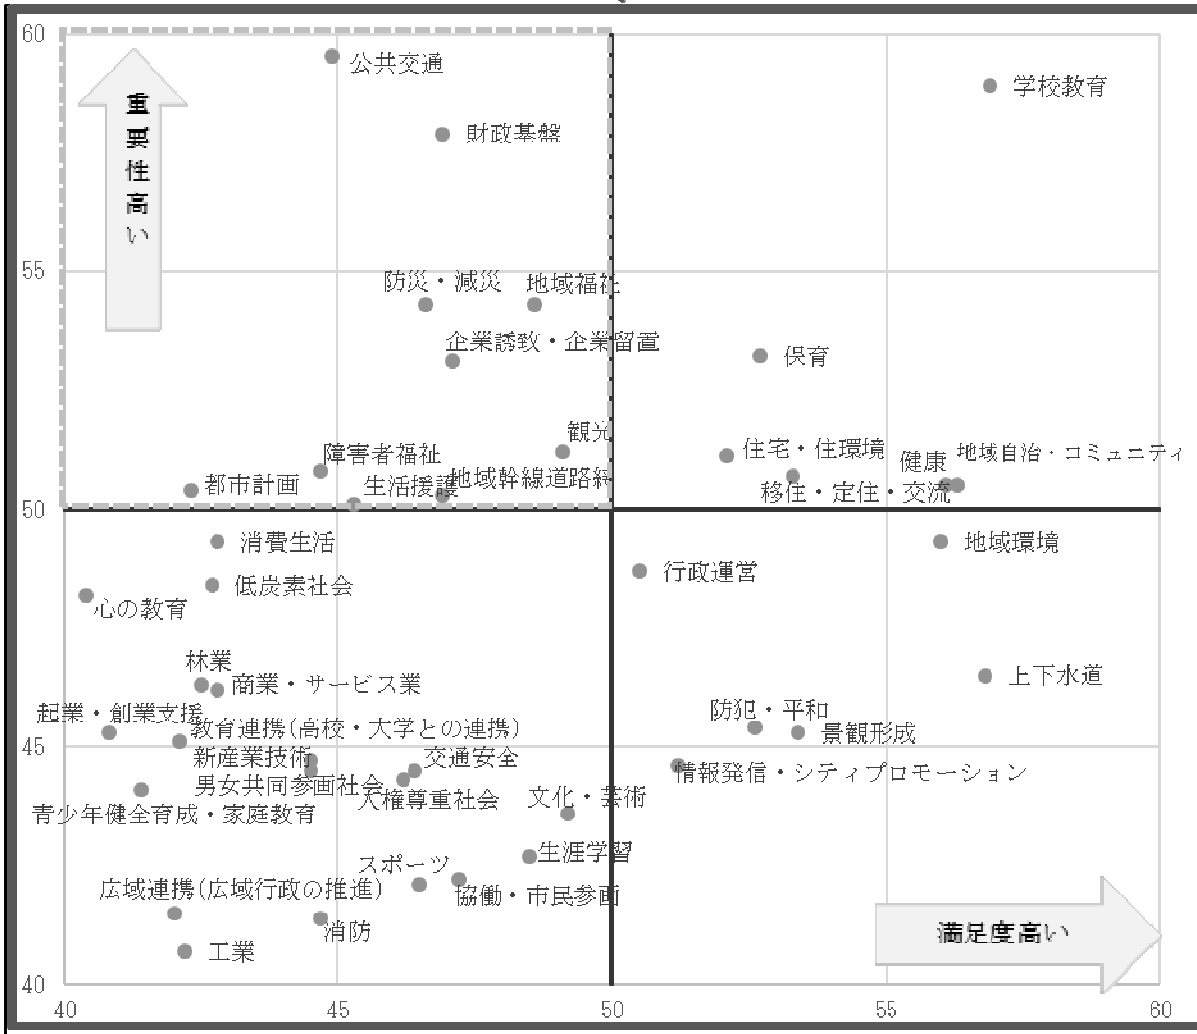 60
公共交通
学校教育
重要性高い
財政基盤
55
防災・減災
地域福祉
企業誘致・企業留置
保育
観光
障害者福祉
住宅・住環境
健康
地域自治・コミュニティ
都市計画
生活援護
地域幹線道路網
移住・定住・交流
50
消費生活
地域環境
低炭素社会
行政運営
心の教育
林業
商業・サービス業
上下水道
起業・創業支援
防犯・平和
教育連携(高校・大学との連携)
景観形成
45
新産業技術
交通安全
情報発信・シティプロモーション
男女共同参画社会
人権尊重社会
文化・芸術
青少年健全育成・家庭教育
生涯学習
スポーツ
広域連携(広域行政の推進)
協働・市民参画
消防
満足度高い
工業
40
40 45 50 55 60